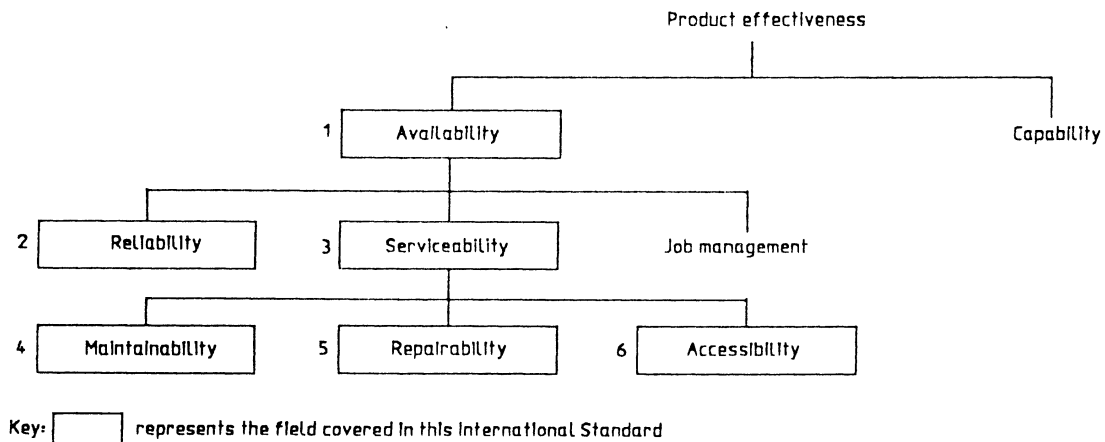 Product effectiveness
1 Availability
Capability
2 Reliability
3 Serviceability
Job management
4 Maintainability
5 Repairability
6 Accessibility
Key: represents the field covered in this International Standard